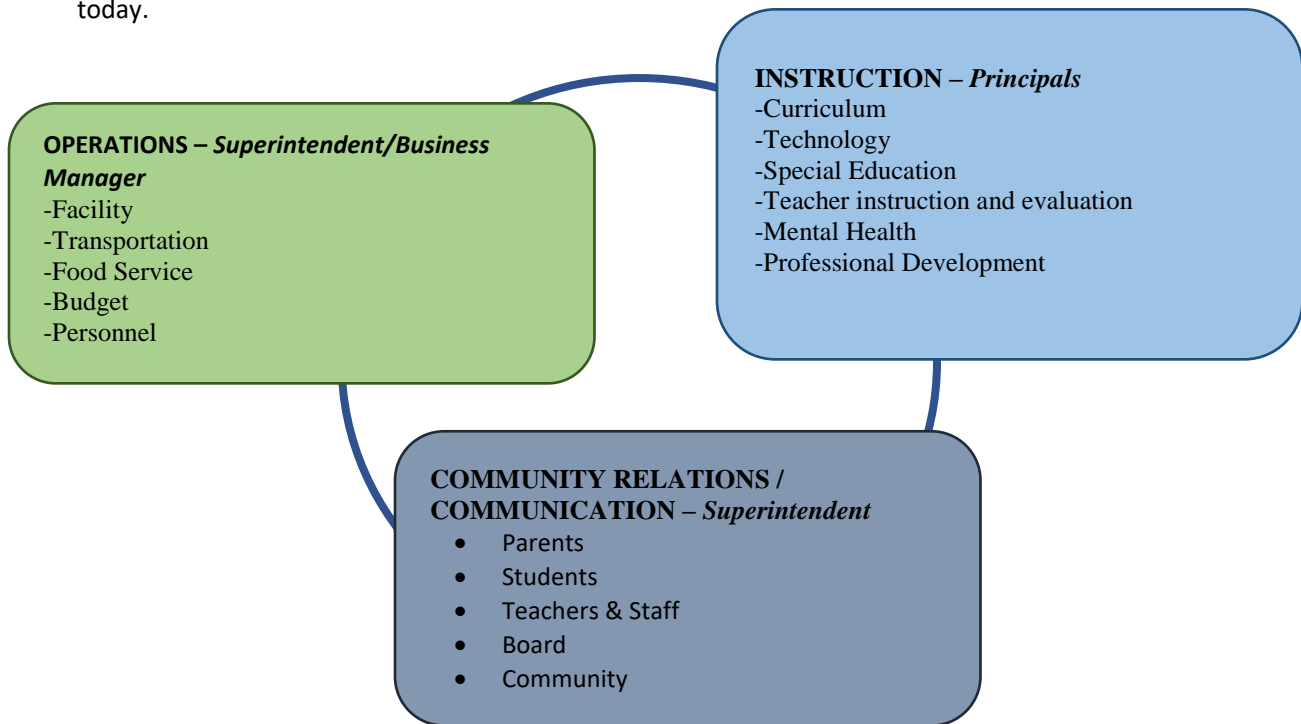 today.
OPERATIONS – Superintendent/Business
Manager
-Facility
-Transportation
-Food Service
-Budget
-Personnel
INSTRUCTION – Principals
-Curriculum
-Technology
-Special Education
-Teacher instruction and evaluation
-Mental Health
-Professional Development
COMMUNITY RELATIONS /
COMMUNICATION – Superintendent
• Parents
• Students
• Teachers & Staff
• Board
• Community